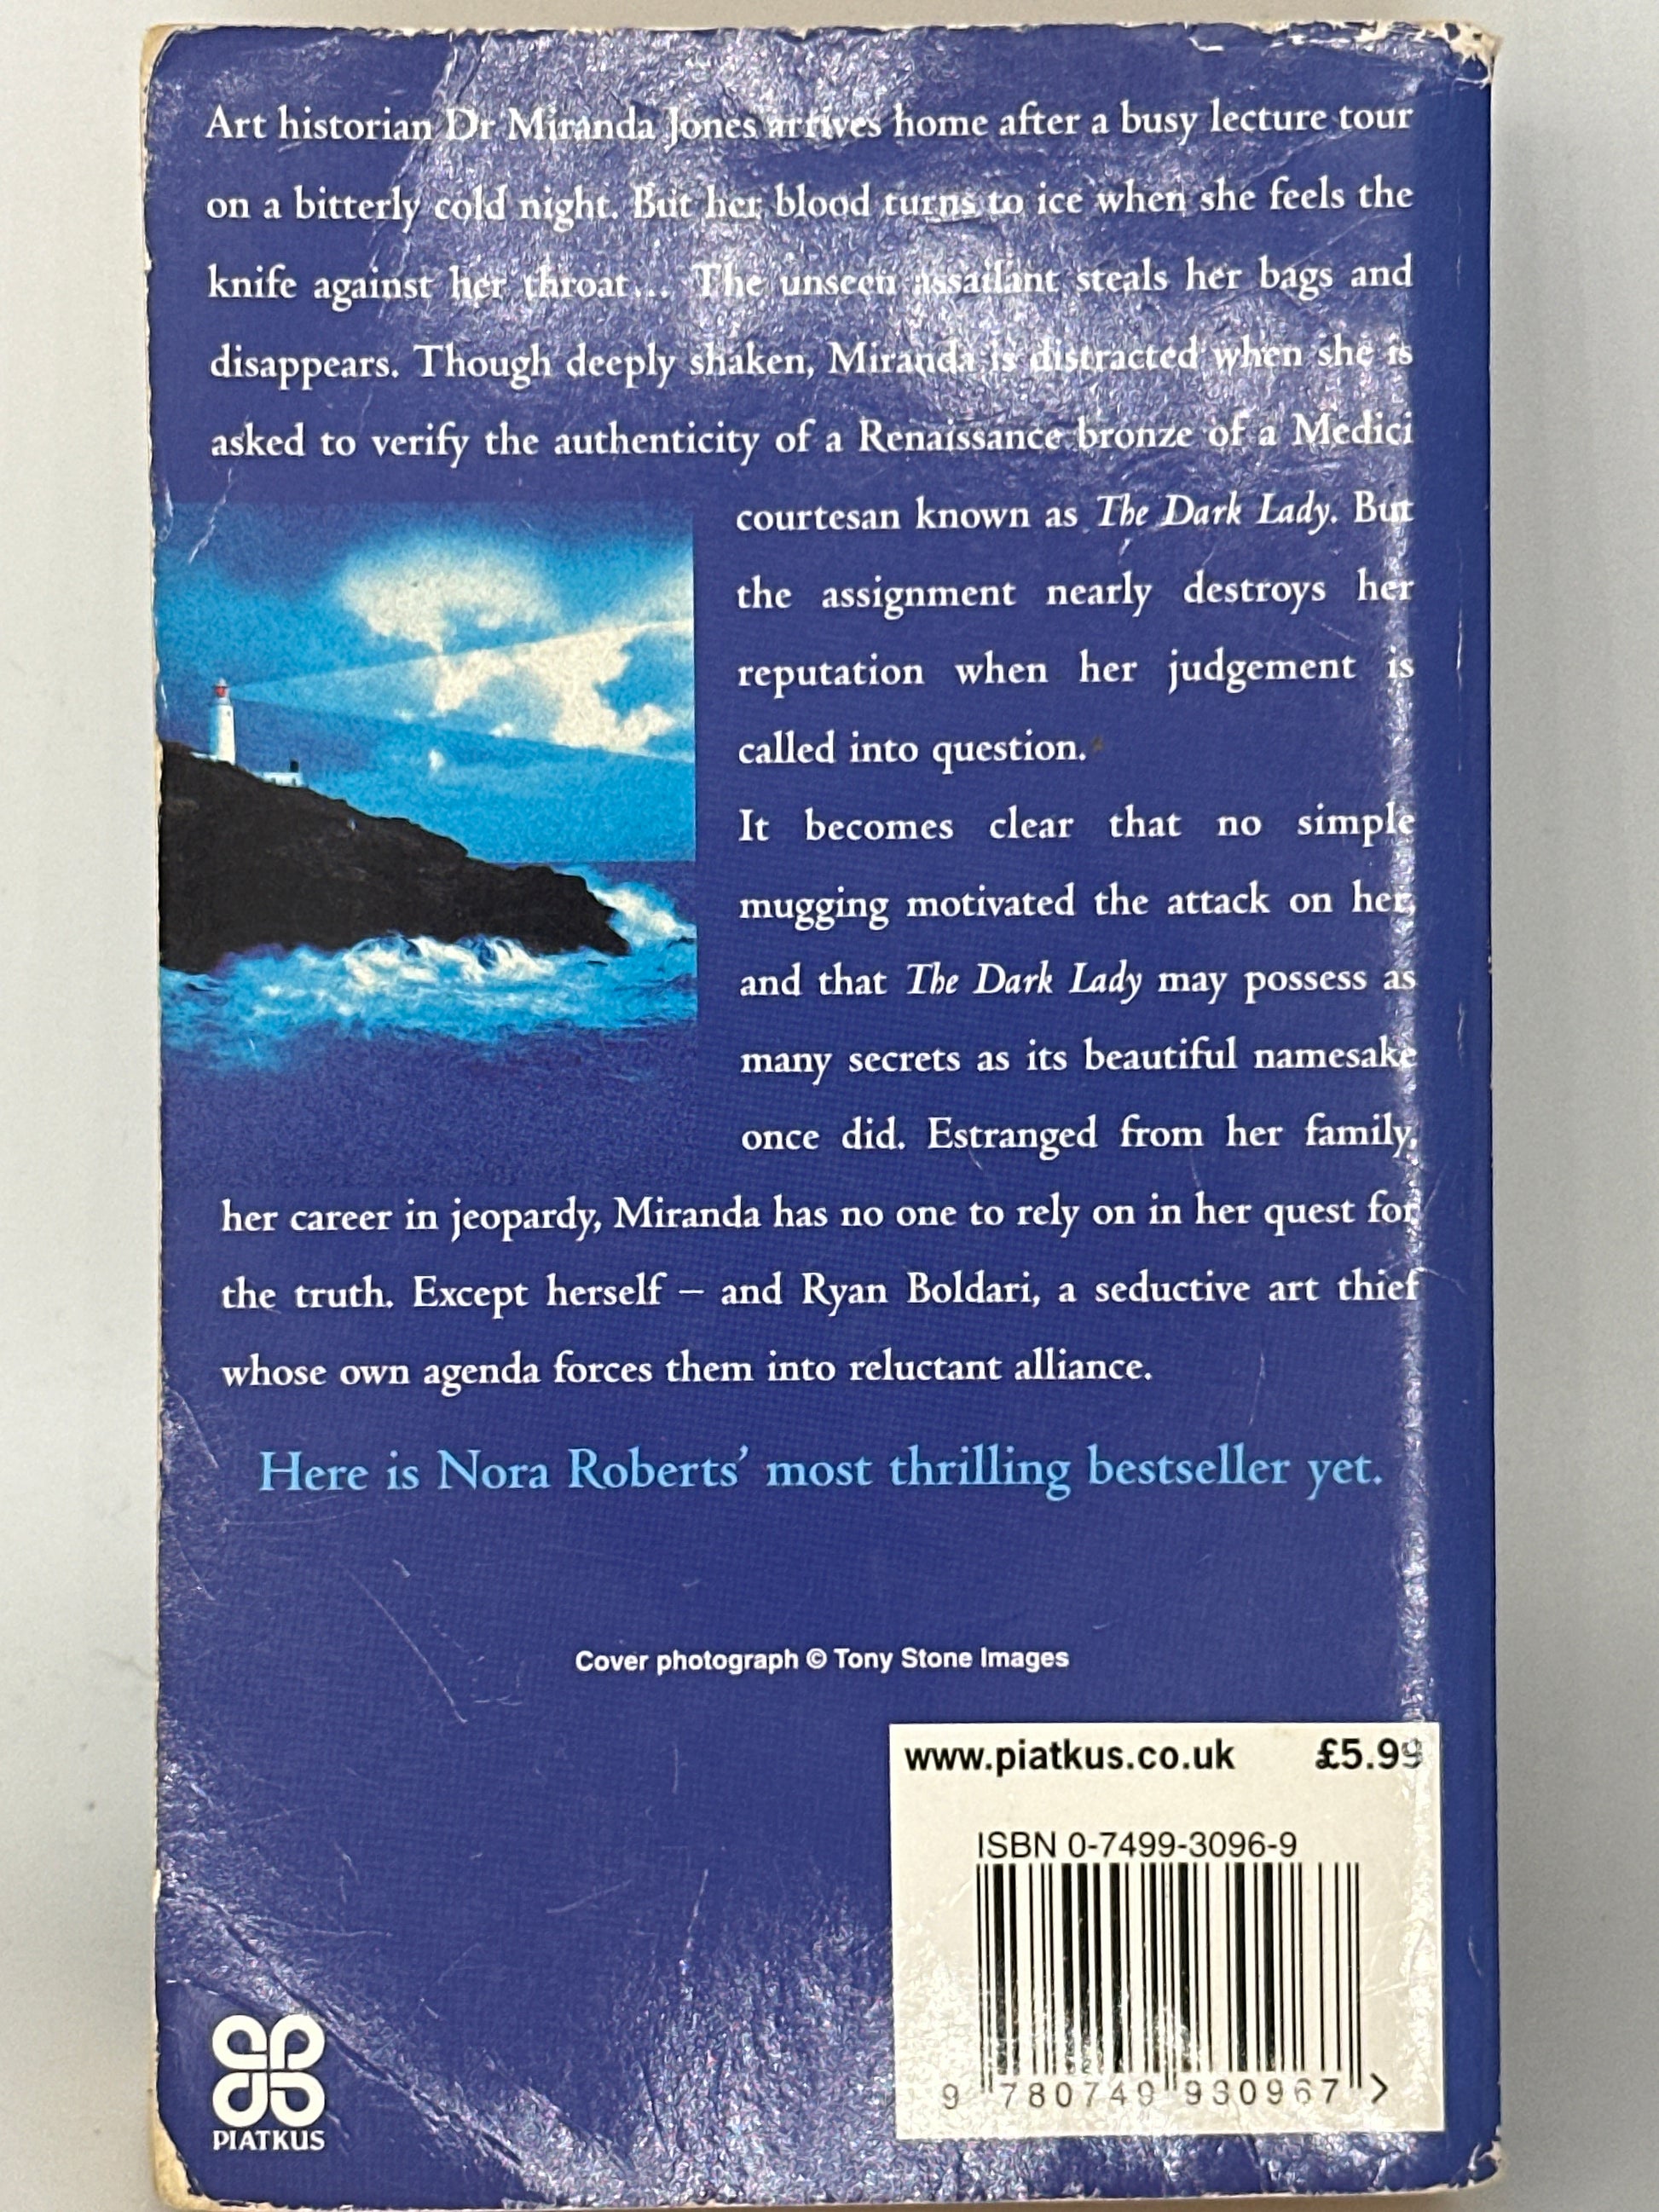 Art historian Dr Miranda Jones arrives home after a busy lecture tour
on a bitterly cold night. But her blood turns to ice when she feels the
knife against her throat... The unseen assailant steals her bags and
disappears. Though deeply shaken, Miranda is distracted when she is
asked to verify the authenticity of a Renaissance bronze of a Medici
courtesan known as The Dark Lady. But
the assignment nearly destroys her
reputation when her judgement is
called into question.
It becomes clear that no simple
mugging motivated the attack on her,
and that The Dark Lady may possess as
many secrets as its beautiful namesake
once did. Estranged from her family,
her career in jeopardy, Miranda has no one to rely on in her quest for
the truth. Except herself – and Ryan Boldari, a seductive art thief
whose own agenda forces them into reluctant alliance.
Here is Nora Roberts' most thrilling bestseller yet.
Cover photograph © Tony Stone Images
www.piatkus.co.uk £5.99
ISBN 0-7499-3096-9
9 780749 930967 >
PIATKUS